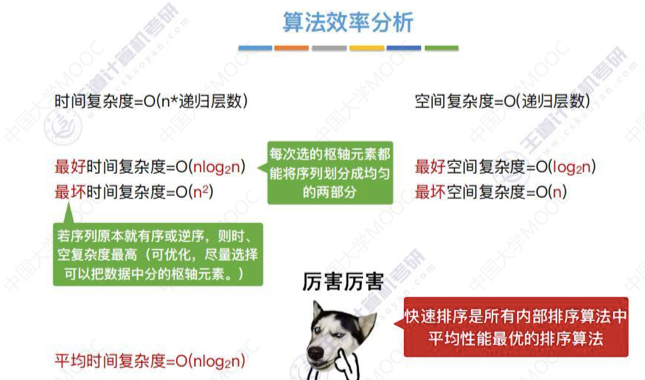 算法效率分析
时间复杂度=O(n*递归层数)
空间复杂度=O(递归层数)
最好时间复杂度=O(nlog₂n)
最坏时间复杂度=O(n²)
每次选的枢轴元素都
能将序列划分成均匀
的两部分
最好空间复杂度=O(log₂n)
最坏空间复杂度=O(n)
若序列原本就有序或逆序，则时、
空复杂度最高（可优化，尽量选择
可以把数据中分的枢轴元素。）
厉害厉害
快速排序是所有内部排序算法中
平均性能最优的排序算法
平均时间复杂度=O(nlog₂n)
王道计算机考研
中国大学MOOC